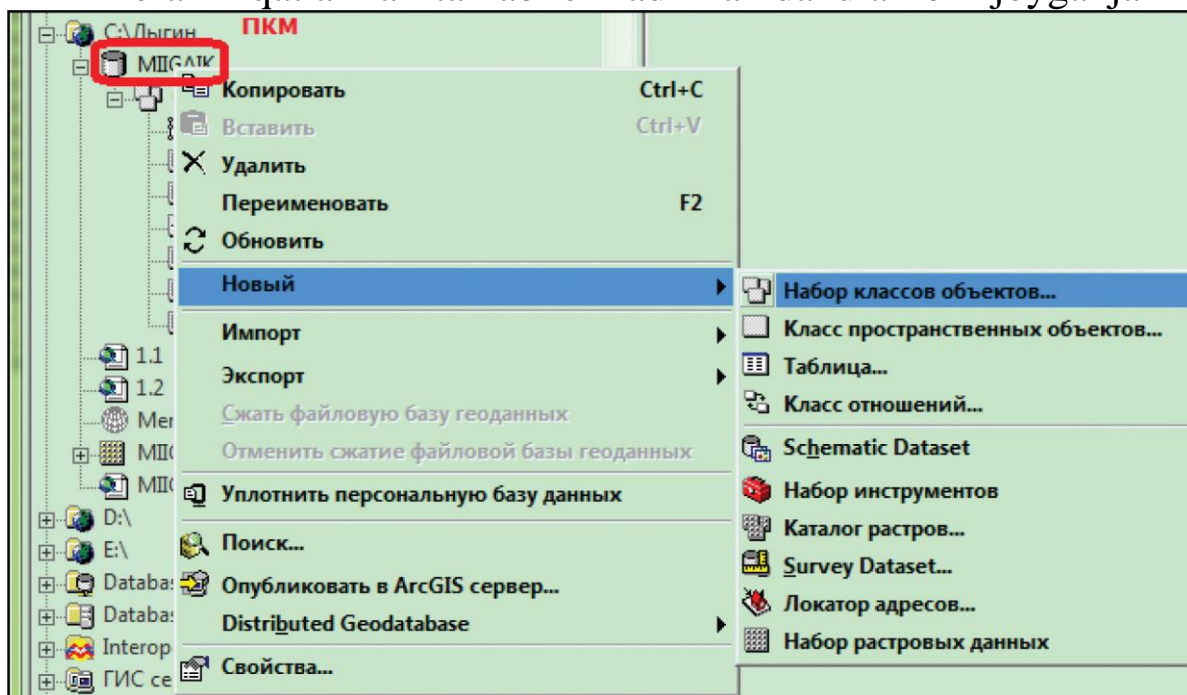 C:\Лыгин ПКМ
MIIGAIK
Копировать Ctrl+C
Вставить Ctrl+V
Удалить
Переименовать F2
Обновить
Новый
Импорт
Экспорт
Сжать файловую базу геоданных
Отменить сжатие файловой базы геоданных
Уплотнить персональную базу данных
Поиск...
Опубликовать в ArcGIS сервер...
Distributed Geodatabase
Свойства...
Набор классов объектов...
Класс пространственных объектов...
Таблица...
Класс отношений...
Schematic Dataset
Набор инструментов
Каталог растров...
Survey Dataset...
Локатор адресов...
Набор растровых данных
1.1
1.2
D:\
E:\
Interop
ГИС се